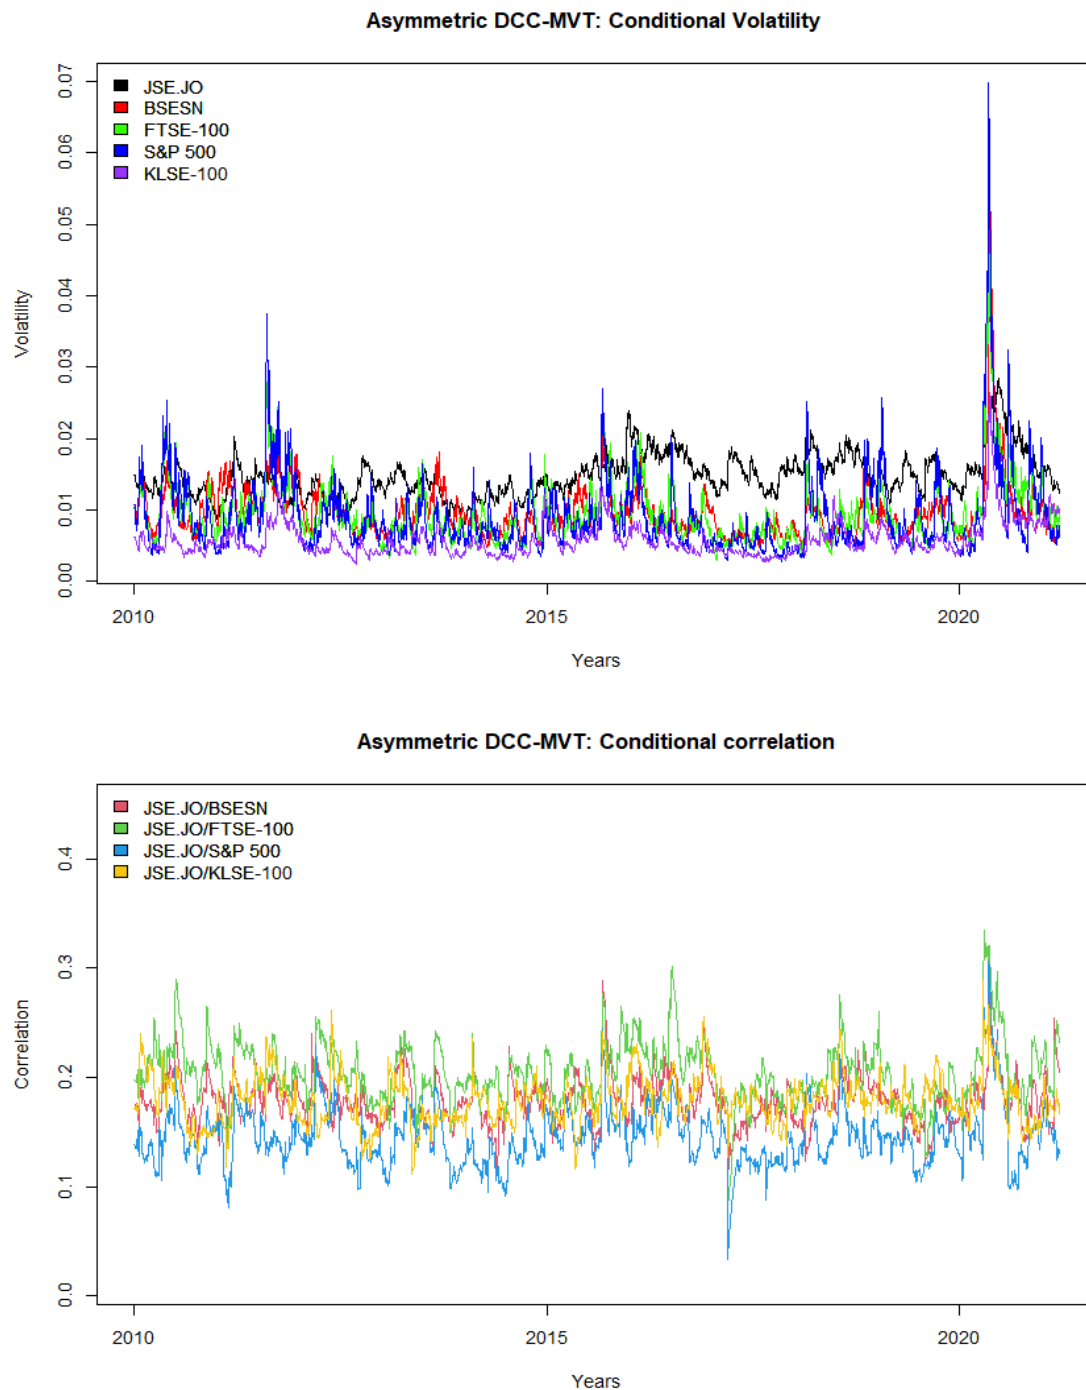 Asymmetric DCC-MVT: Conditional Volatility
JSE.JO
BSESN
FTSE-100
S&P 500
KLSE-100
0.07
0.06
0.05
0.04
0.03
0.02
0.01
0.00
Volatility
2010 2015 2020
Years
Asymmetric DCC-MVT: Conditional correlation
JSE.JO/BSESN
JSE.JO/FTSE-100
JSE.JO/S&P 500
JSE.JO/KLSE-100
0.4
0.3
0.2
0.1
0.0
Correlation
2010 2015 2020
Years